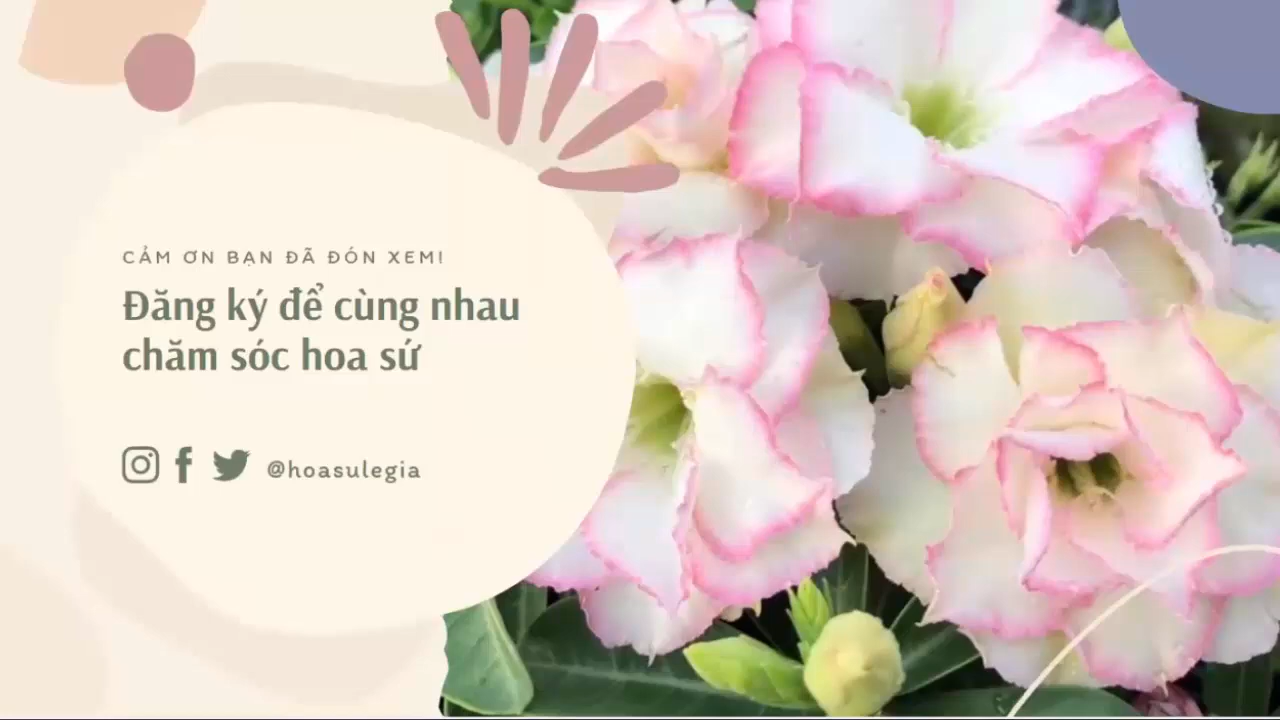 CẢM ƠN BẠN ĐÃ ĐÓN XEM!
Đăng ký để cùng nhau
chăm sóc hoa sứ
@hoasulegia